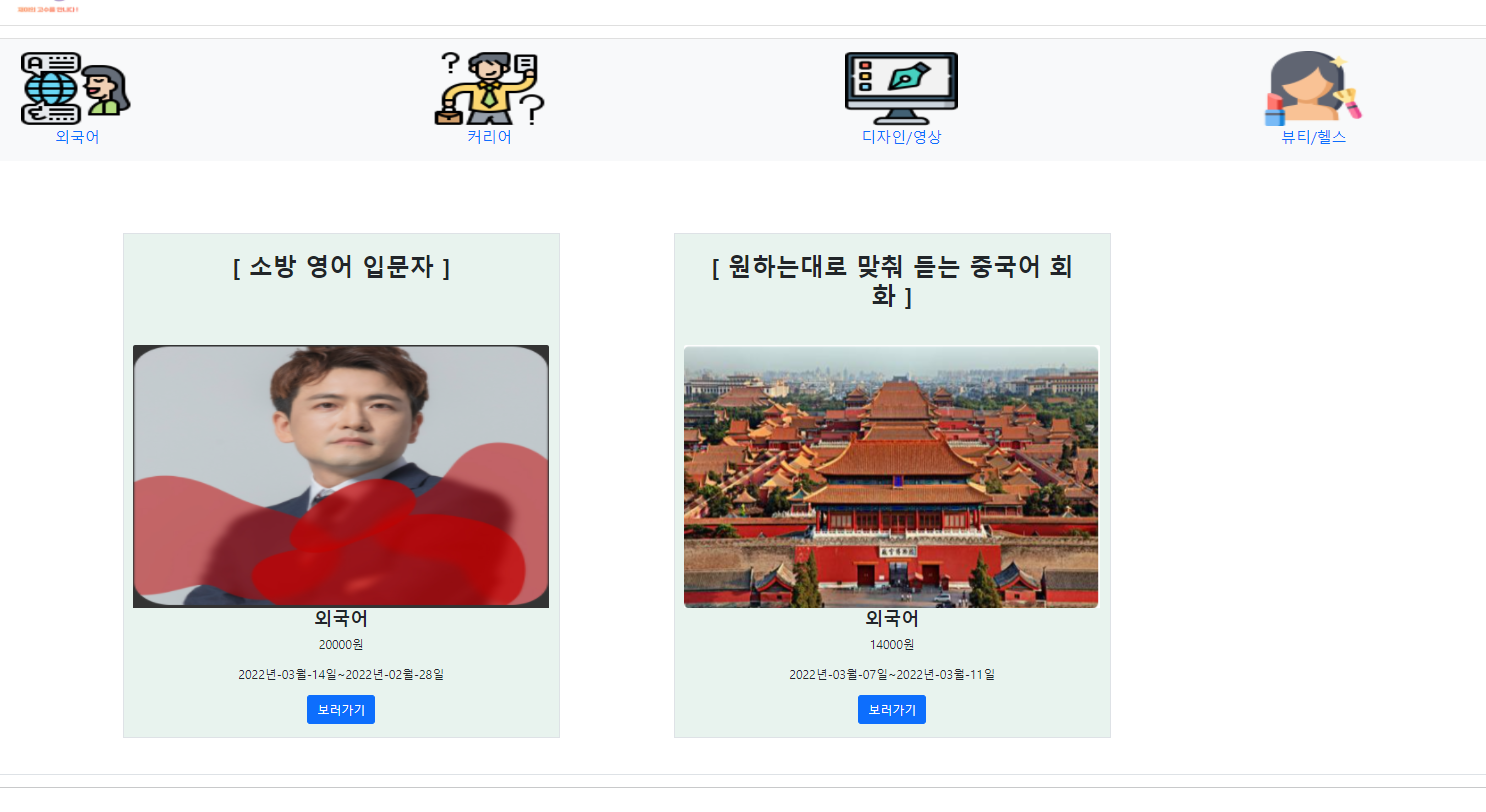 외국어
커리어
디자인/영상
뷰티/헬스
[ 소방 영어 입문자 ]
외국어
20000원
2022년-03월-14일~2022년-02월-28일
보러가기
[ 원하는대로 맞춰 듣는 중국어 회
화 ]
외국어
14000원
2022년-03월-07일~2022년-03월-11일
보러가기